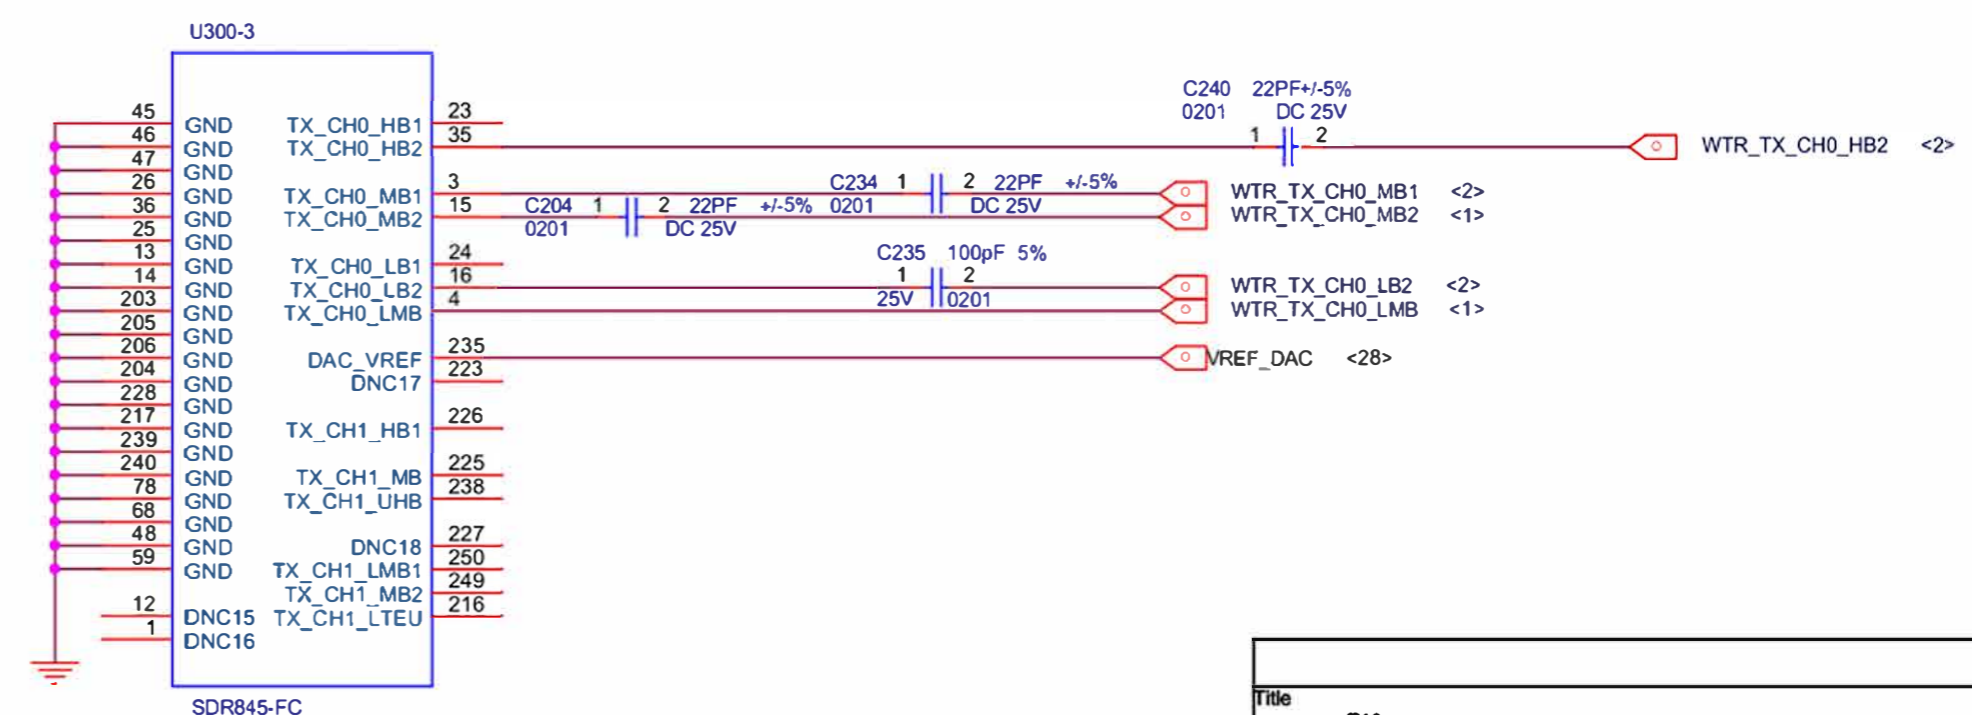 U300-3
C240 22PF+/-5%
0201 DC 25V
45 GND TX_CH0_HB1 23
46 GND TX_CH0_HB2 35 1 2 WTR_TX_CH0_HB2 <2>
47 GND
26 GND TX_CH0_MB1 3 C234 1 2 22PF +/-5% WTR_TX_CH0_MB1 <2>
36 GND TX_CH0_MB2 15 C204 1 2 22PF +/-5% 0201 DC 25V WTR_TX_CH0_MB2 <1>
25 GND 0201 DC 25V
13 GND TX_CH0_LB1 24 C235 100pF 5%
14 GND TX_CH0_LB2 16 1 2 WTR_TX_CH0_LB2 <2>
203 GND TX_CH0_LMB 4 25V 0201 WTR_TX_CH0_LMB <1>
205 GND
206 GND DAC_VREF 235 VREF_DAC <28>
204 GND DNC17 223
228 GND
217 GND TX_CH1_HB1 226
239 GND
240 GND TX_CH1_MB 225
78 GND TX_CH1_UHB 238
68 GND
48 GND DNC18 227
59 GND TX_CH1_LMB1 250
TX_CH1_MB2 249
12 DNC15 TX_CH1_LTEU 216
1 DNC16
SDR845-FC
Title